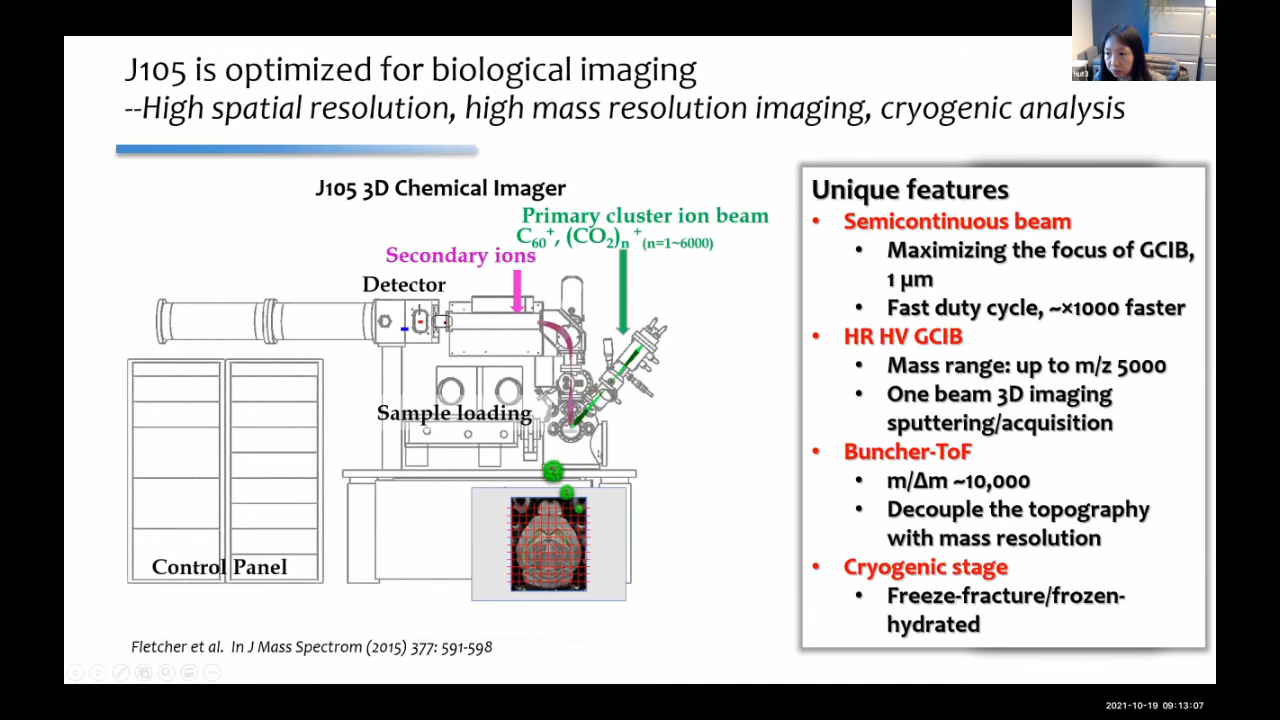 J105 is optimized for biological imaging
--High spatial resolution, high mass resolution imaging, cryogenic analysis
J105 3D Chemical Imager
Primary cluster ion beam
C60+, (CO2)n+(n=1~6000)
Secondary ions
Detector
Sample loading
Control Panel
Fletcher et al. In J Mass Spectrom (2015) 377: 591-598
Unique features
• Semicontinuous beam
• Maximizing the focus of GCIB,
1 µm
• Fast duty cycle, ~×1000 faster
• HR HV GCIB
• Mass range: up to m/z 5000
• One beam 3D imaging
sputtering/acquisition
• Buncher-ToF
• m/Δm ~10,000
• Decouple the topography
with mass resolution
• Cryogenic stage
• Freeze-fracture/frozen-
hydrated
2021-10-19 09:13:07